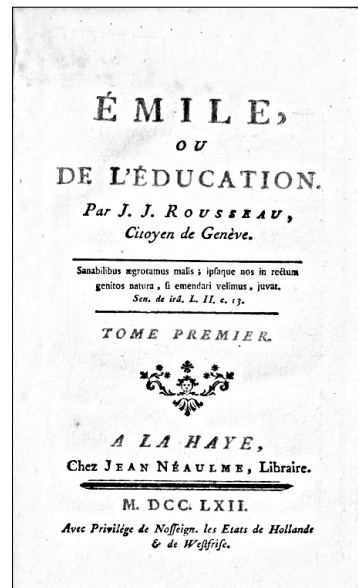 ÉMILE,
OU
DE L'ÉDUCATION.
Par J. J. ROUSSEAU,
Citoyen de Genève.
Sanabilibus ægrotamus malis ; ipſaque nos in rectum
genitos natura, ſi emendari velimus, juvat.
Sen. de irâ. L. II. c. 13.
TOME PREMIER.
A LA HAYE,
Chez JEAN NÉAULME, Libraire.
M. DCC. LXII.
Avec Privilége de Noſſeign. les Etats de Hollande
& de Weſtfriſe.